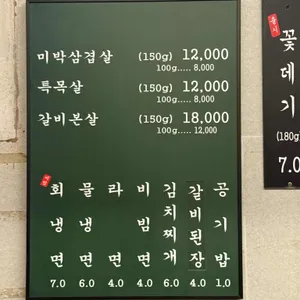 미박삼겹살 (150g) 12,000
100g..... 8,000
특목살 (150g) 12,000
100g..... 8,000
갈비본살 (150g) 18,000
100g..... 12,000
회냉면 7.0
물냉면 6.0
라면 4.0
비빔면 4.0
김치찌개 6.0
갈비된장 4.0
공기밥 1.0
꽃
데
기
(180g
7.0